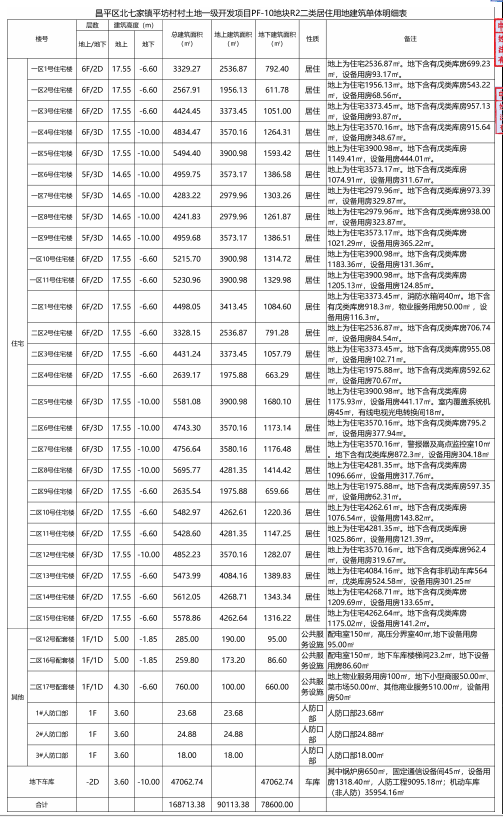 昌平区北七家镇平坊村村土地一级开发项目PF-10地块R2二类居住用地建筑单体明细表
楼号 层数 地上/地下 建筑高度（m） 地上 地下 总建筑面积（㎡） 地上建筑面积（㎡） 地下建筑面积（㎡） 性质 备注
住宅
一区1号住宅楼 6F/2D 17.55 -6.60 3329.27 2536.87 792.40 居住 地上为住宅2536.87㎡。地下含有戊类库房699.23㎡，设备用房93.17㎡。
一区2号住宅楼 6F/2D 17.55 -6.60 2567.91 1956.13 611.78 居住 地上为住宅1956.13㎡。地下含有戊类库房543.22㎡，设备用房68.56㎡。
一区3号住宅楼 6F/2D 17.55 -6.60 4424.45 3373.45 1051.00 居住 地上为住宅3373.45㎡。地下含有戊类库房957.13㎡，设备用房93.87㎡。
一区4号住宅楼 6F/3D 17.55 -10.00 4834.47 3570.16 1264.31 居住 地上为住宅3570.16㎡。地下含有戊类库房915.64㎡，设备用房348.67㎡。
一区5号住宅楼 6F/3D 17.55 -10.00 5494.40 3900.98 1593.42 居住 地上为住宅3900.98㎡。地下含有戊类库房1149.41㎡，设备用房444.01㎡。
一区6号住宅楼 5F/3D 14.65 -10.00 4959.75 3573.17 1386.58 居住 地上为住宅3573.17㎡。地下含有戊类库房1074.91㎡，设备用房311.67㎡。
一区7号住宅楼 5F/3D 14.65 -10.00 4283.22 2979.96 1303.26 居住 地上为住宅2979.96㎡。地下含有戊类库房973.39㎡，设备用房329.87㎡。
一区8号住宅楼 5F/3D 14.65 -10.00 4241.83 2979.96 1261.87 居住 地上为住宅2979.96㎡。地下含有戊类库房938.00㎡，设备用房323.87㎡。
一区9号住宅楼 5F/3D 14.65 -10.00 4959.68 3573.17 1386.51 居住 地上为住宅3573.17㎡。地下含有戊类库房1021.29㎡，设备用房365.22㎡。
一区10号住宅楼 6F/2D 17.55 -6.60 5215.70 3900.98 1314.72 居住 地上为住宅3900.98㎡。地下含有戊类库房1183.36㎡，设备用房131.36㎡。
一区11号住宅楼 6F/2D 17.55 -6.60 5230.96 3900.98 1329.98 居住 地上为住宅3900.98㎡。地下含有戊类库房1205.13㎡，设备用房124.85㎡。
二区1号住宅楼 6F/2D 17.55 -6.60 4498.05 3413.45 1084.60 居住 地上为住宅3373.45㎡，消防水箱间40㎡。地下含有戊类库房918.3㎡，物业服务用房50.00㎡ ，设备用房116.3㎡。
二区2号住宅楼 6F/2D 17.55 -6.60 3328.15 2536.87 791.28 居住 地上为住宅2536.87㎡。地下含有戊类库房706.74㎡，设备用房84.54㎡。
二区3号住宅楼 6F/2D 17.55 -6.60 4431.24 3373.45 1057.79 居住 地上为住宅3373.45㎡。地下含有戊类库房955.08㎡，设备用房102.71㎡。
二区4号住宅楼 6F/2D 17.55 -6.60 2639.17 1975.88 663.29 居住 地上为住宅1975.88㎡。地下含有戊类库房592.62㎡，设备用房70.67㎡。
二区5号住宅楼 6F/3D 17.55 -10.00 5581.08 3900.98 1680.10 居住 地上为住宅3900.98㎡。地下含有戊类库房1175.93㎡，设备用房441.17㎡。室内覆盖系统机房45㎡，有线电视光电转换间18㎡。
二区6号住宅楼 6F/3D 17.55 -10.00 4743.30 3570.16 1173.14 居住 地上为住宅3570.16㎡。地下含有戊类库房795.2㎡，设备用房377.94㎡。
二区7号住宅楼 6F/3D 17.55 -10.00 4756.64 3580.16 1176.48 居住 地上为住宅3570.16㎡，警报器及高点监控室10㎡。地下含有戊类库房872.3㎡，设备用房304.18㎡
二区8号住宅楼 6F/3D 17.55 -10.00 5695.77 4281.35 1414.42 居住 地上为住宅4281.35㎡。地下含有戊类库房1096.66㎡，设备用房317.76㎡。
二区9号住宅楼 6F/2D 17.55 -6.60 2635.54 1975.88 659.66 居住 地上为住宅1975.88㎡。地下含有戊类库房597.35㎡，设备用房62.31㎡。
二区10号住宅楼 6F/2D 17.55 -6.60 5482.97 4262.61 1220.36 居住 地上为住宅4262.61㎡。地下含有戊类库房1076.54㎡，设备用房143.82㎡。
二区11号住宅楼 6F/2D 17.55 -6.60 5428.60 4281.35 1147.25 居住 地上为住宅4281.35㎡。地下含有戊类库房1025.86㎡，设备用房121.39㎡。
二区12号住宅楼 6F/3D 17.55 -10.00 4852.23 3570.16 1282.07 居住 地上为住宅3570.16㎡。地下含有戊类库房962.4㎡，设备用房319.67㎡。
二区13号住宅楼 6F/2D 17.55 -6.60 5473.99 4084.16 1389.83 居住 地上为住宅4084.16㎡。地下含有非机动车库564㎡，戊类库房524.58㎡，设备用房301.25㎡
二区14号住宅楼 6F/2D 17.55 -6.60 5612.05 4268.71 1343.34 居住 地上为住宅4268.71㎡。地下含有戊类库房1209.69㎡，设备用房133.65㎡。
二区15号住宅楼 6F/2D 17.55 -6.60 5578.86 4262.64 1316.22 居住 地上为住宅4262.64㎡。地下含有戊类库房1175.02㎡，设备用房141.2㎡。
其他
一区12号配套楼 1F/1D 5.00 -1.85 285.00 190.00 95.00 公共服务设施 配电室150㎡，高压分界室40㎡,地下设备用房95.00㎡
二区16号配套楼 1F/1D 5.00 -1.85 259.80 173.20 86.60 公共服务设施 配电室150㎡，地下车库楼梯间23.2㎡，地下设备用房86.60㎡
二区17号配套楼 1F/1D 4.30 -6.60 760.00 100.00 660.00 公共服务设施 地上物业服务用房100㎡，地下小型商服50.00㎡、菜市场50.00㎡、其他商业服务510.00㎡，设备用房50㎡
1#人防口部 1F 3.60 23.68 23.68 人防口部 人防口部23.68㎡
2#人防口部 1F 3.60 24.88 24.88 人防口部 人防口部24.88㎡
3#人防口部 1F 3.60 18.00 18.00 人防口部 人防口部18.00㎡
地下车库 -2D 3.60 -10.00 47062.74 47062.74 车库 其中锅炉房650㎡，固定通信设备间45㎡，设备用房1318.40㎡，人防工程9095.18㎡；机动车库（非人防）35954.16㎡
合计 168713.38 90113.38 78600.00